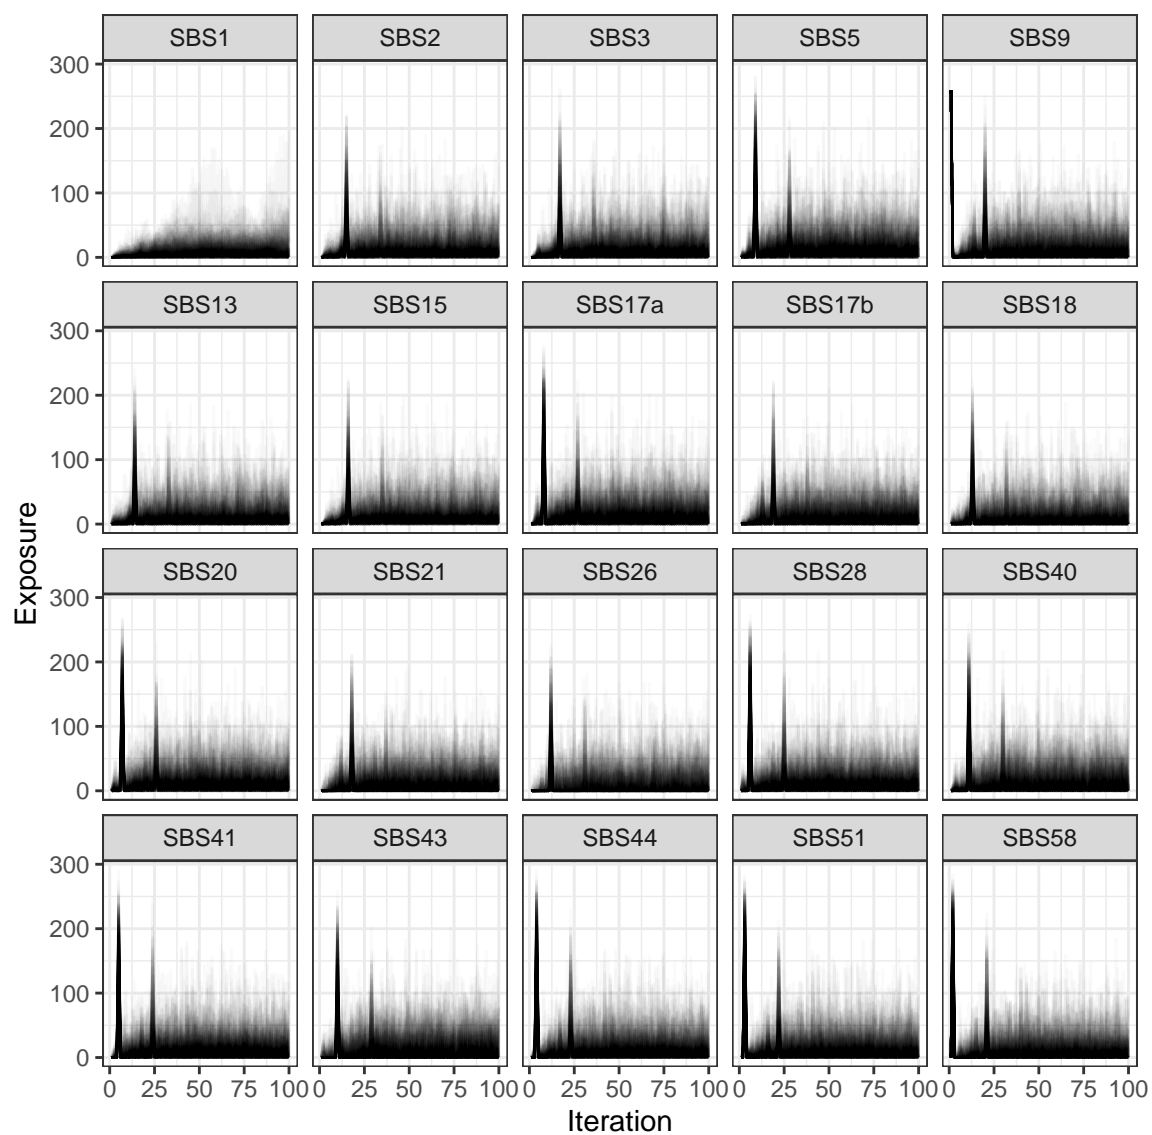 SBS1 SBS2 SBS3 SBS5 SBS9
300
200
100
0
SBS13 SBS15 SBS17a SBS17b SBS18
300
200
100
0
Exposure
SBS20 SBS21 SBS26 SBS28 SBS40
300
200
100
0
SBS41 SBS43 SBS44 SBS51 SBS58
300
200
100
0
0 25 50 75 100 0 25 50 75 100 0 25 50 75 100 0 25 50 75 100 0 25 50 75 100
Iteration